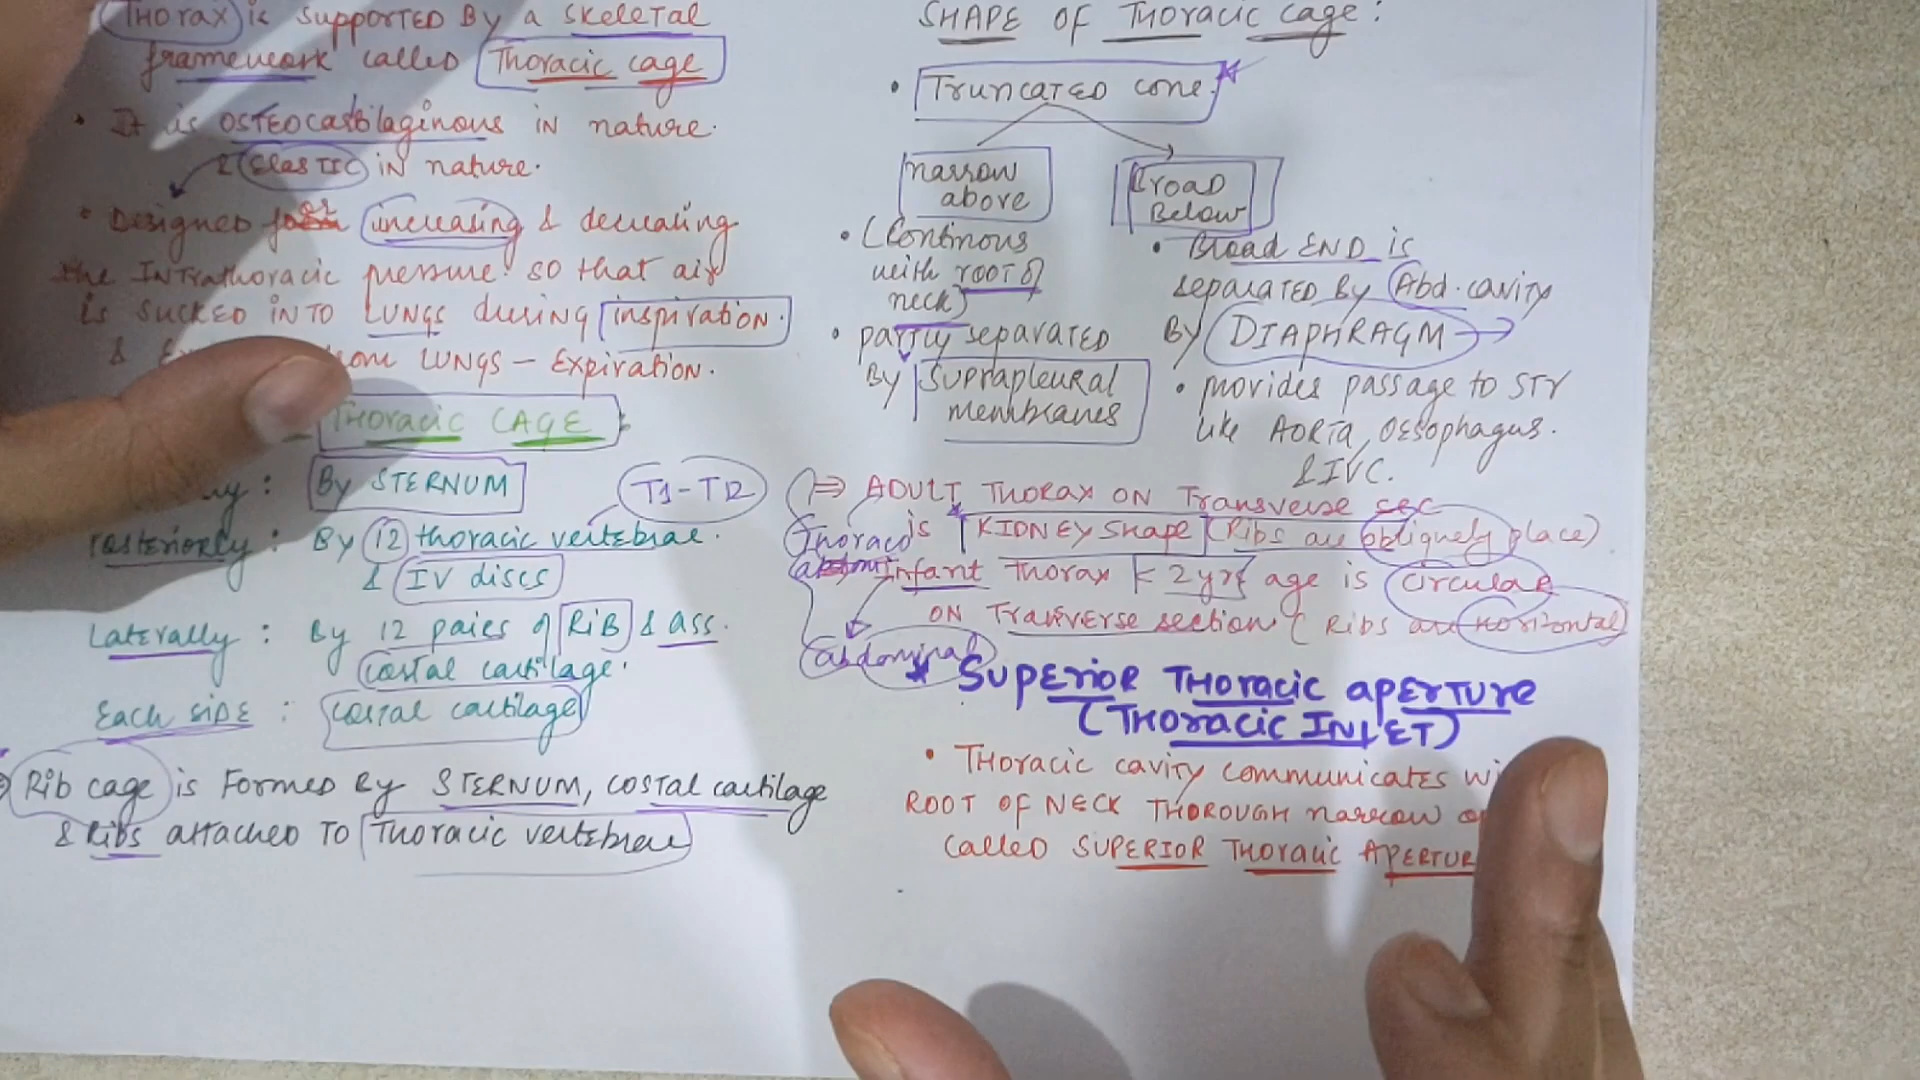 THORAX is supported By a skeletal
framework called Thoracic cage
• It is OSTEOCARTilaginous IN nature.
& Elastic IN nature.
• Designed for increasing & decreasing
the INTRAthoracic pressure so that air
is SUCKED INTO LUNGS during inspiration.
& from LUNGS – Expiration.
THoracic CAGE :
: By STERNUM
T1-T12
Posteriorly : By 12 thoracic vertebrae.
& IV discs
Laterally : By 12 pairs of RIB & ass.
costal cartilage.
Each SIDE : costal cartilage
Rib cage is Formed By STERNUM, costal cartilage
& Ribs attached TO Thoracic vertebrae
SHAPE OF Thoracic cage :
• Truncated cone.
narrow above
Broad Below
• (Continous
with root of
neck)
• partly separated
By Suprapleural
membranes
• Broad END is
separated By Abd. cavity
By DIAPHRAGM →
• provides passage to STR
like AORTA, Oesophagus.
& IVC.
⇒ ADULT THORAX ON Transverse sec
is KIDNEY shape (Ribs are obliquely place)
Thoraco
abdominal
infant Thorax < 2 yrs age is circular
ON Tranverse section (Ribs are Horizontal)
* SUPERIOR THoracic aperture
(THoracic INLET)
• THoracic cavity communicates
ROOT OF NECK THOROUGH narrow
called SUPERIOR Thoracic APERTUR